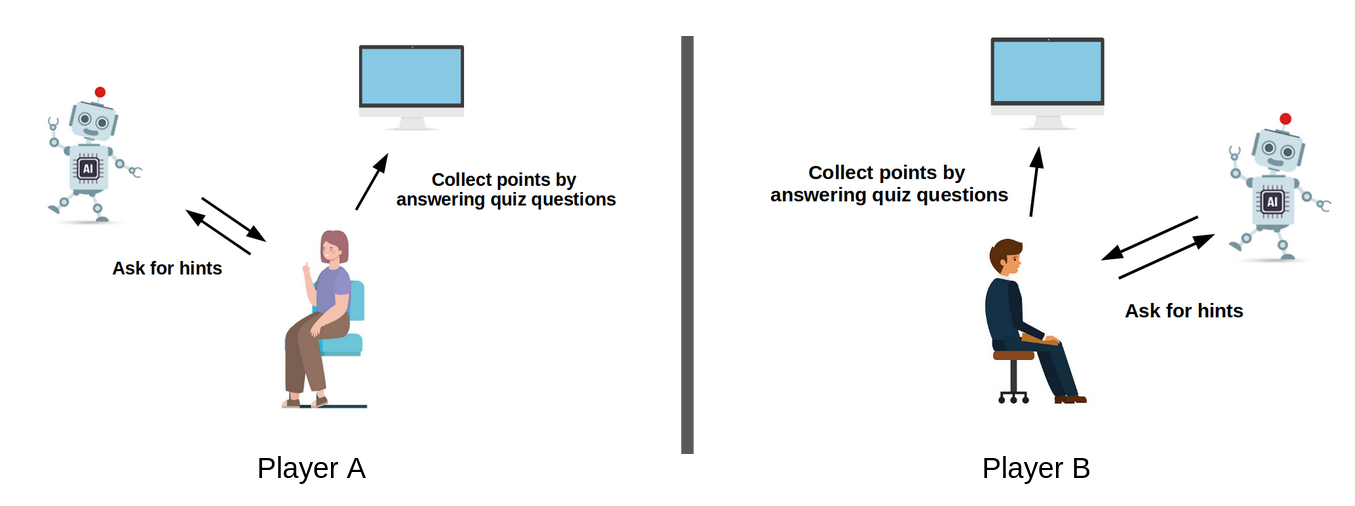 AI
Collect points by
answering quiz questions
Ask for hints
Player A
Collect points by
answering quiz questions
AI
Ask for hints
Player B